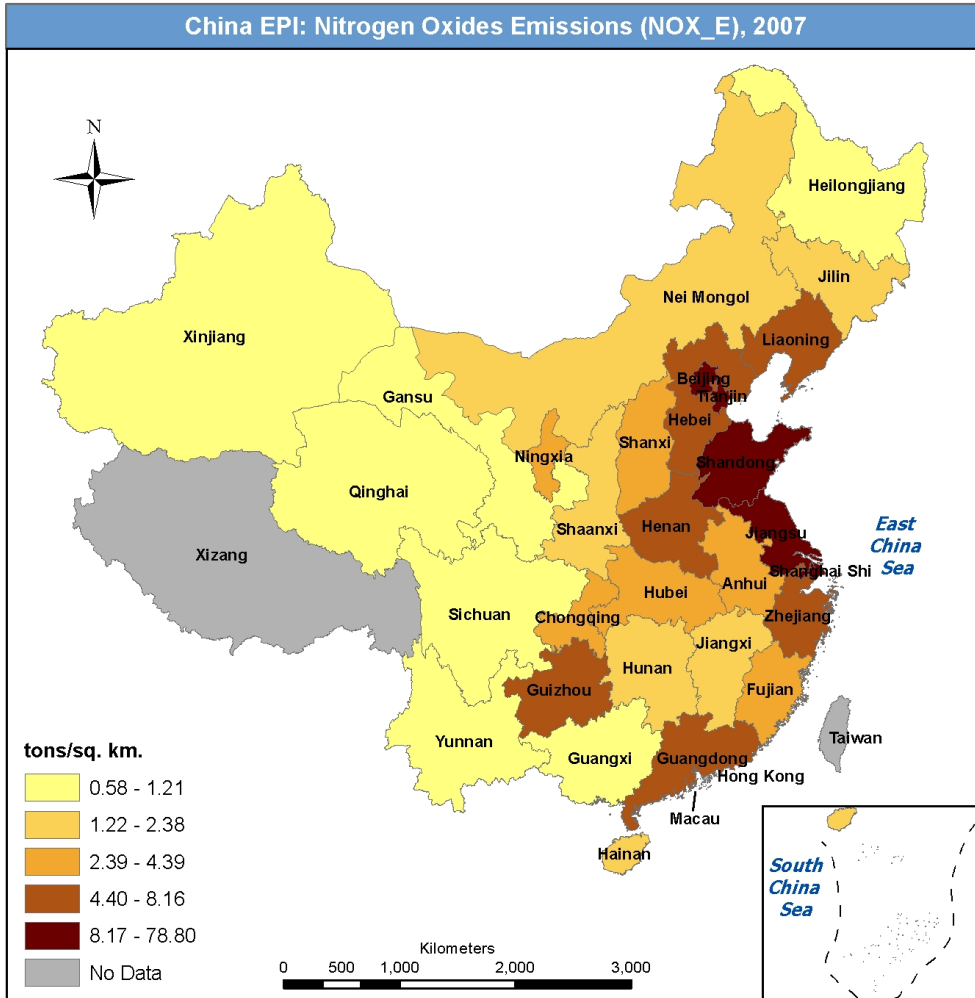 China EPI: Nitrogen Oxides Emissions (NOX_E), 2007
N
Heilongjiang
Jilin
Nei Mongol
Liaoning
Xinjiang
Gansu
Beijing
Tianjin
Hebei
Shanxi
Ningxia
Shandong
Qinghai
Shaanxi
Henan
Jiangsu
East
China
Sea
Xizang
Shanghai Shi
Anhui
Hubei
Sichuan
Chongqing
Zhejiang
Jiangxi
Hunan
Guizhou
Fujian
Yunnan
Guangxi
Guangdong
Taiwan
Hong Kong
Macau
Hainan
tons/sq. km.
0.58 - 1.21
1.22 - 2.38
2.39 - 4.39
4.40 - 8.16
8.17 - 78.80
No Data
Kilometers
0 500 1,000 2,000 3,000
South
China
Sea